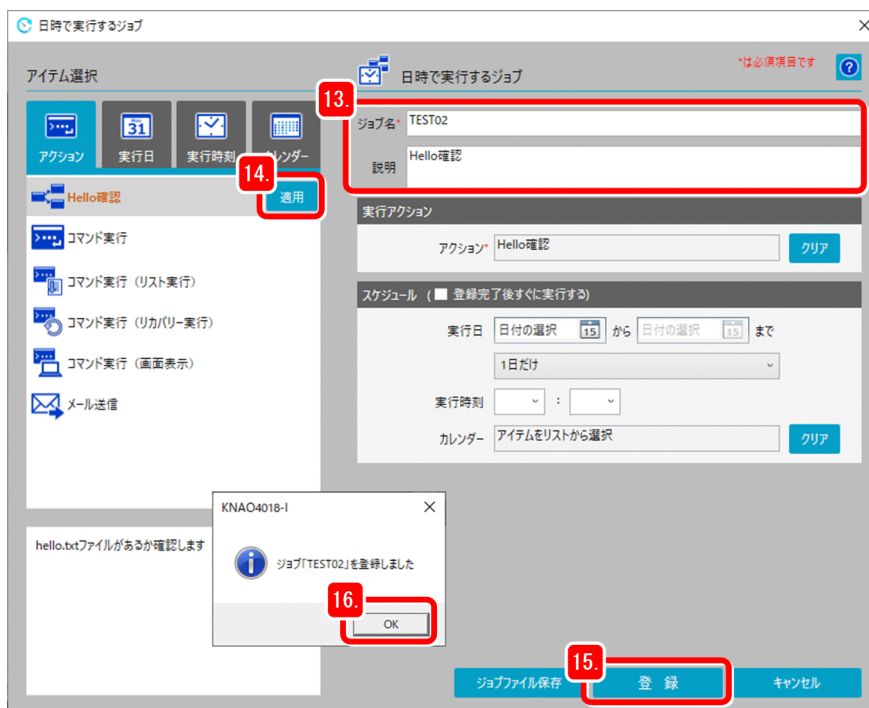 日時で実行するジョブ
アイテム選択
アクション
実行日
実行時刻
レンダー
14.
Hello確認
適用
コマンド実行
コマンド実行（リスト実行）
コマンド実行（リカバリー実行）
コマンド実行（画面表示）
メール送信
hello.txtファイルがあるか確認します
日時で実行するジョブ
*は必須項目です
?
13.
ジョブ名* TEST02
説明 Hello確認
実行アクション
アクション* Hello確認 クリア
スケジュール ( 登録完了後すぐに実行する)
実行日 日付の選択 15 から 日付の選択 15 まで
1日だけ
実行時刻 :
カレンダー アイテムをリストから選択 クリア
KNAO4018-I
ジョブ｢TEST02｣を登録しました
16.
OK
15.
ジョブファイル保存 登 録 キャンセル